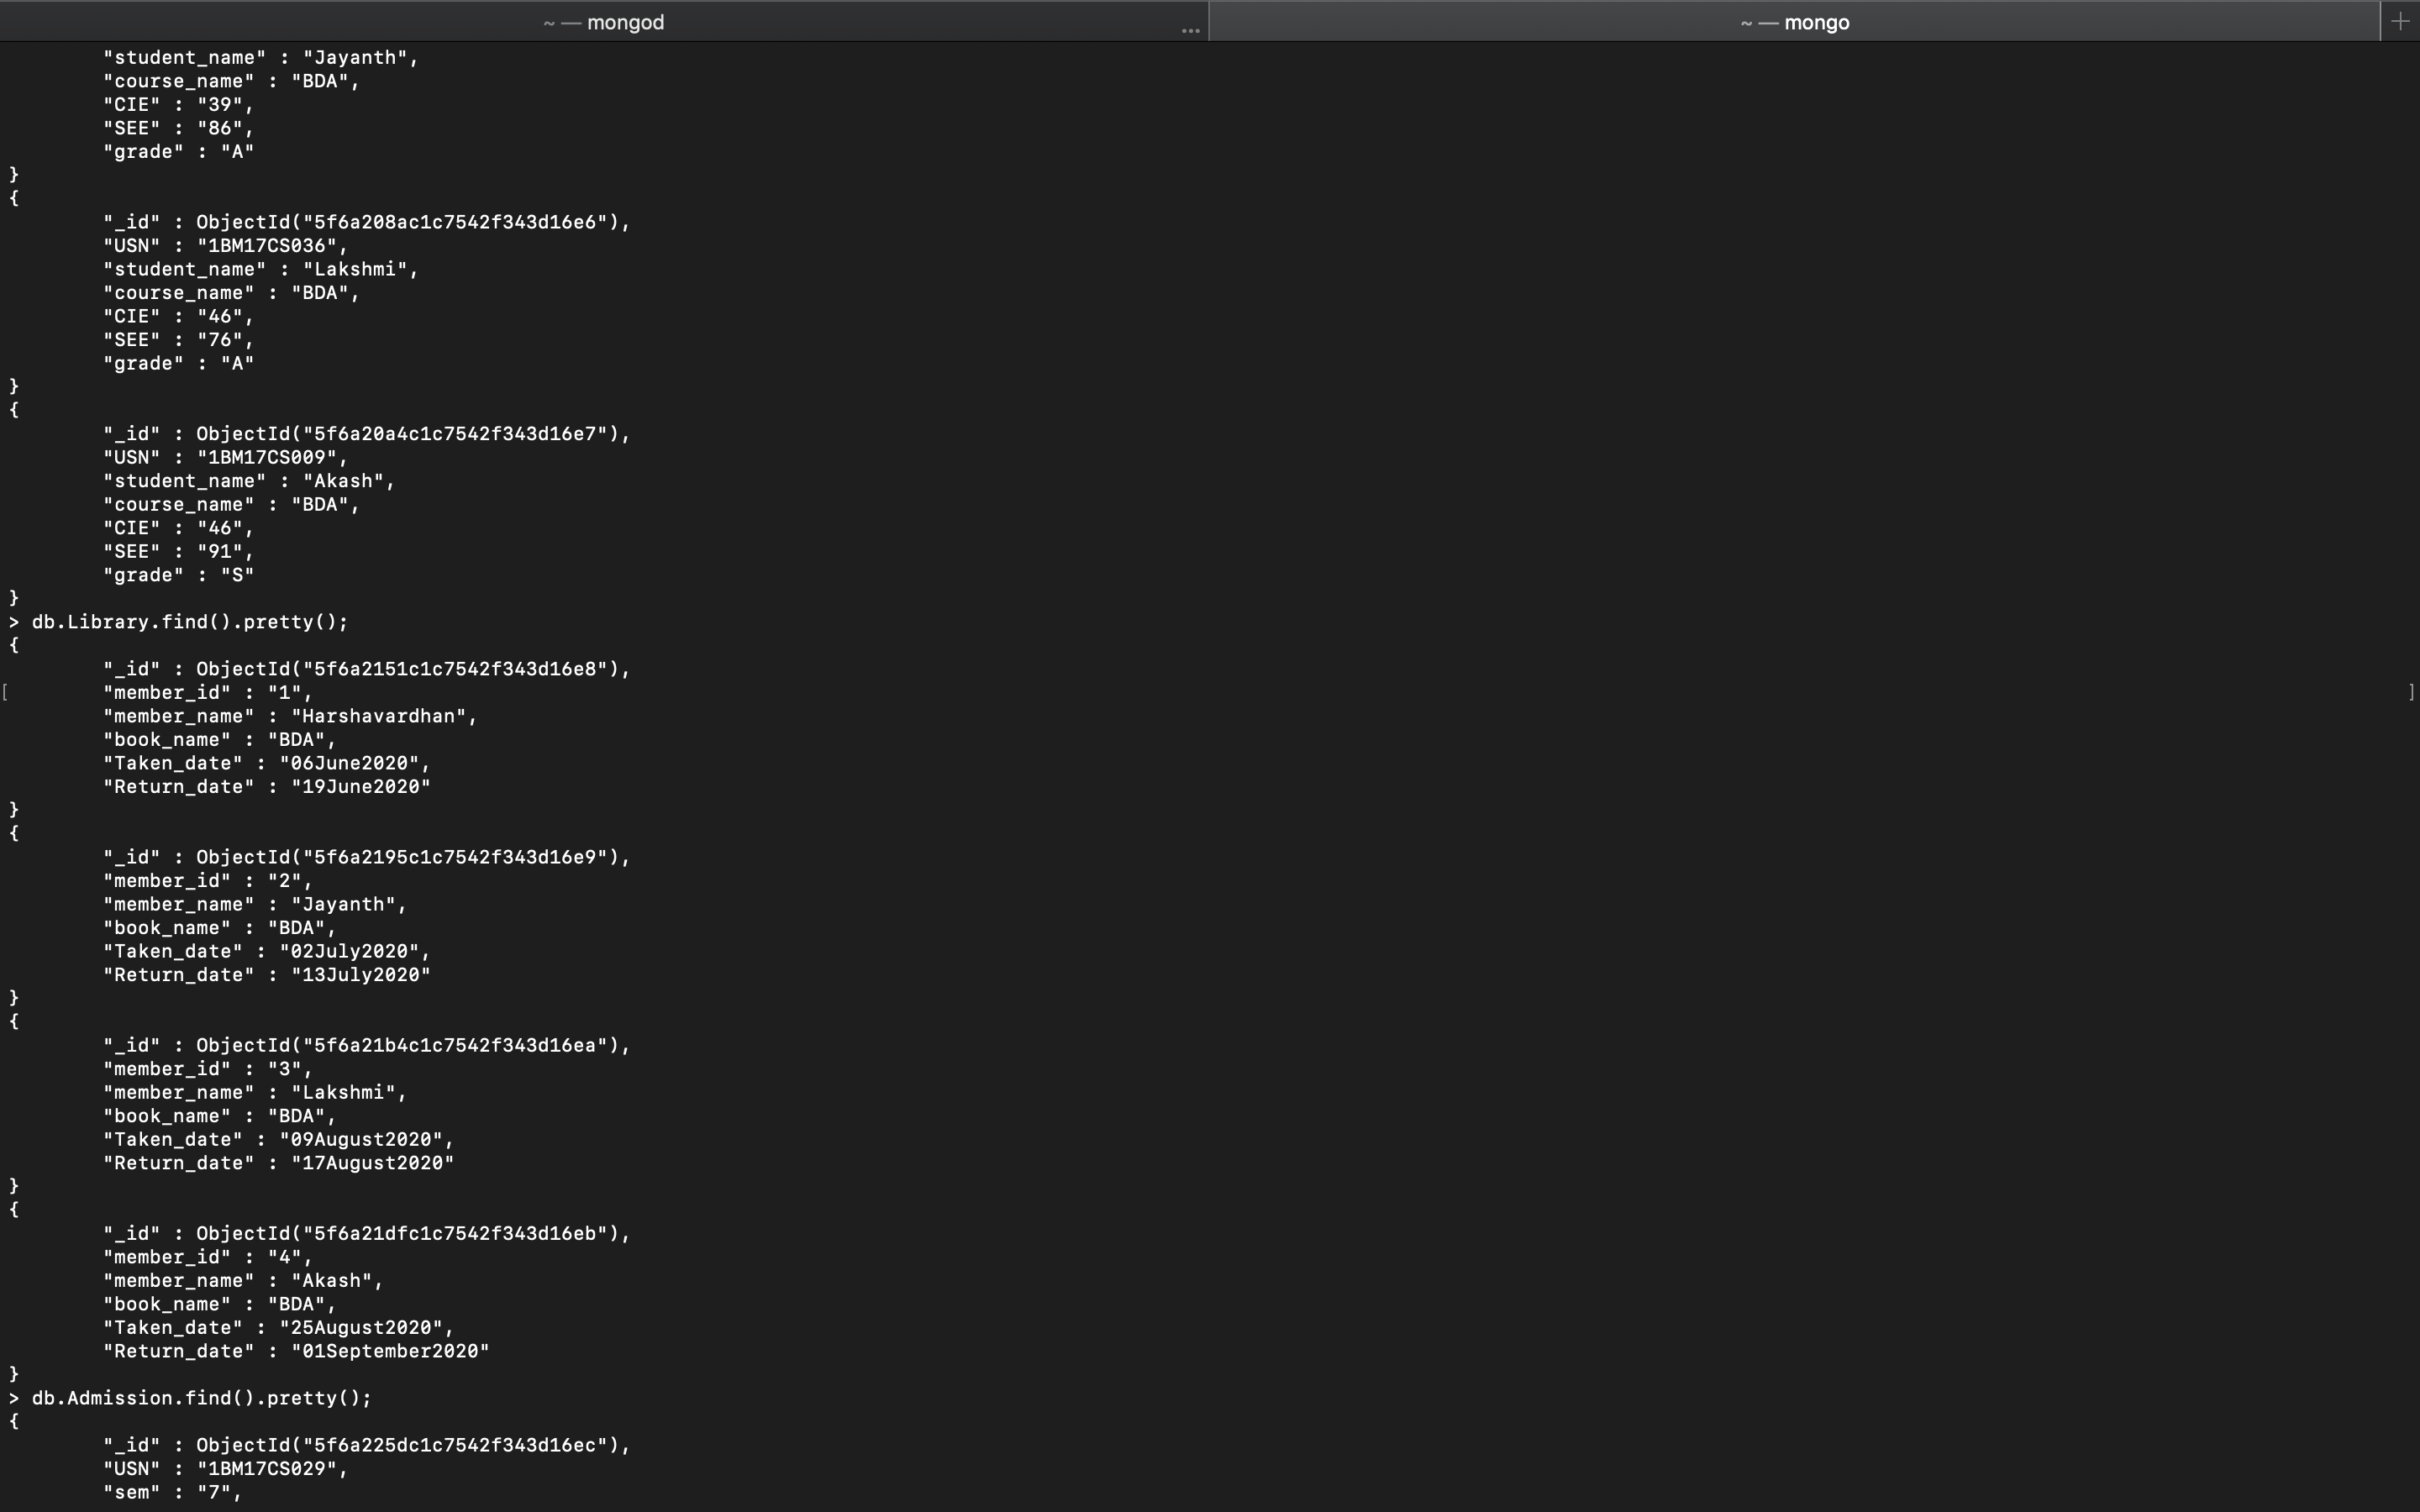 ~ — mongod
...
~ — mongo
+
"student_name" : "Jayanth",
"course_name" : "BDA",
"CIE" : "39",
"SEE" : "86",
"grade" : "A"
}
{
"_id" : ObjectId("5f6a208ac1c7542f343d16e6"),
"USN" : "1BM17CS036",
"student_name" : "Lakshmi",
"course_name" : "BDA",
"CIE" : "46",
"SEE" : "76",
"grade" : "A"
}
{
"_id" : ObjectId("5f6a20a4c1c7542f343d16e7"),
"USN" : "1BM17CS009",
"student_name" : "Akash",
"course_name" : "BDA",
"CIE" : "46",
"SEE" : "91",
"grade" : "S"
}
> db.Library.find().pretty();
{
"_id" : ObjectId("5f6a2151c1c7542f343d16e8"),
[ "member_id" : "1", ]
"member_name" : "Harshavardhan",
"book_name" : "BDA",
"Taken_date" : "06June2020",
"Return_date" : "19June2020"
}
{
"_id" : ObjectId("5f6a2195c1c7542f343d16e9"),
"member_id" : "2",
"member_name" : "Jayanth",
"book_name" : "BDA",
"Taken_date" : "02July2020",
"Return_date" : "13July2020"
}
{
"_id" : ObjectId("5f6a21b4c1c7542f343d16ea"),
"member_id" : "3",
"member_name" : "Lakshmi",
"book_name" : "BDA",
"Taken_date" : "09August2020",
"Return_date" : "17August2020"
}
{
"_id" : ObjectId("5f6a21dfc1c7542f343d16eb"),
"member_id" : "4",
"member_name" : "Akash",
"book_name" : "BDA",
"Taken_date" : "25August2020",
"Return_date" : "01September2020"
}
> db.Admission.find().pretty();
{
"_id" : ObjectId("5f6a225dc1c7542f343d16ec"),
"USN" : "1BM17CS029",
"sem" : "7",